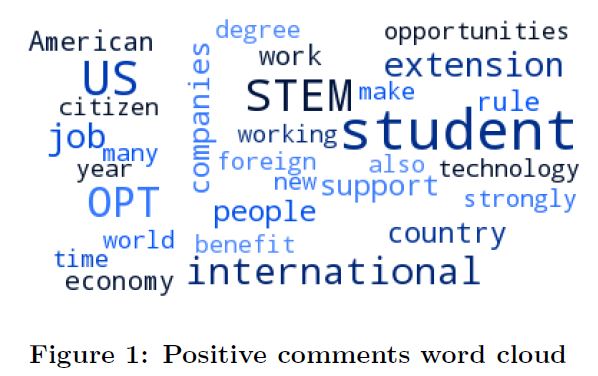 degree
American
opportunities
work
US
companies
extension
STEM
make
rule
citizen
student
job
working
many
foreign
also
technology
year
new
support
strongly
OPT
people
country
world
benefit
time
international
economy
Figure 1: Positive comments word cloud